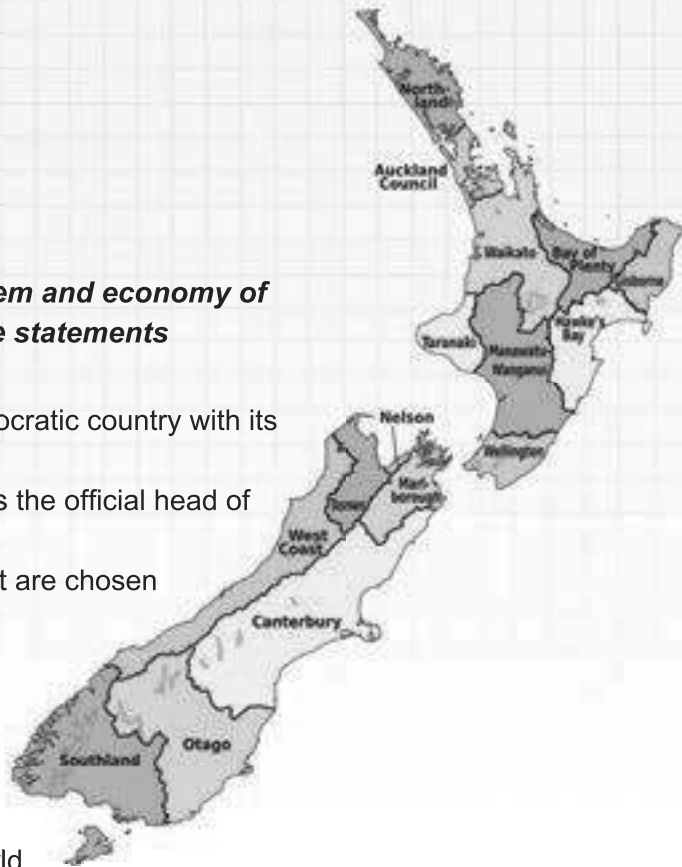 North-
land
Auckland
Council
Waikato
Bay of
Plenty
Gisborne
em and economy of
Hawke's
Bay
e statements
Taranaki
Manawatu
Wanganui
ocratic country with its
Nelson
Wellington
Marl-
borough
s the official head of
Tasman
West
Coast
t are chosen
Canterbury
Otago
Southland
ld